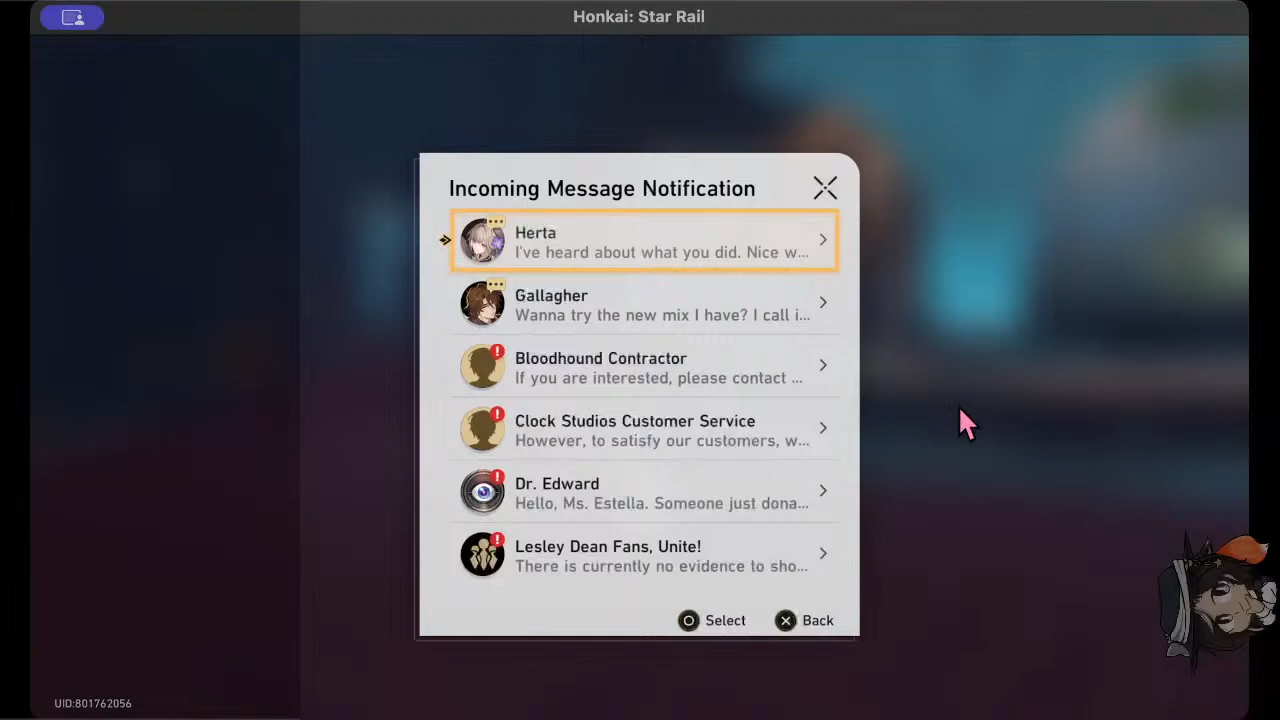 Honkai: Star Rail
Incoming Message Notification
Herta
I've heard about what you did. Nice w...
Gallagher
Wanna try the new mix I have? I call i...
Bloodhound Contractor
If you are interested, please contact ...
Clock Studios Customer Service
However, to satisfy our customers, w...
Dr. Edward
Hello, Ms. Estella. Someone just dona...
Lesley Dean Fans, Unite!
There is currently no evidence to sho...
Select Back
UID:801762056